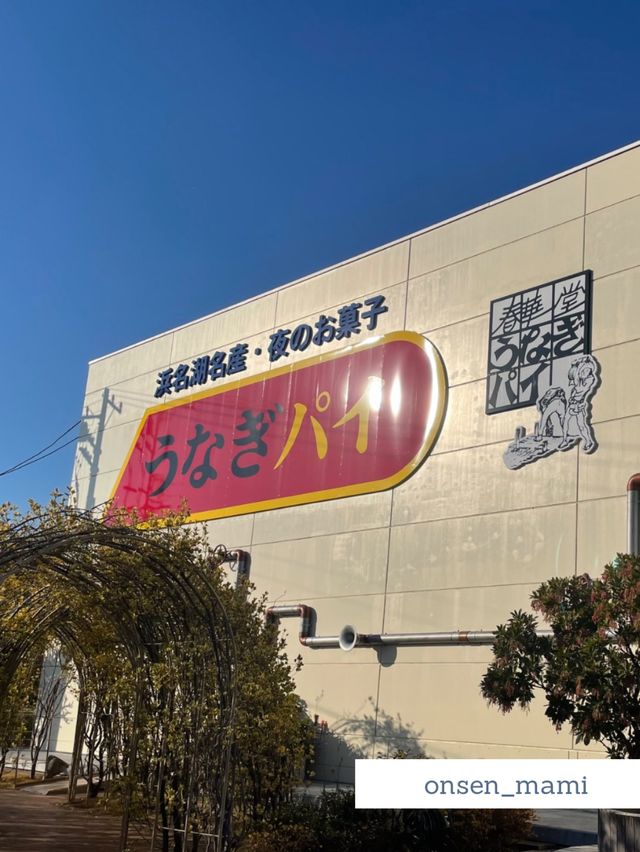 浜名湖名産・夜のお菓子
うなぎパイ
春華堂
うなぎ
パイ
onsen_mami